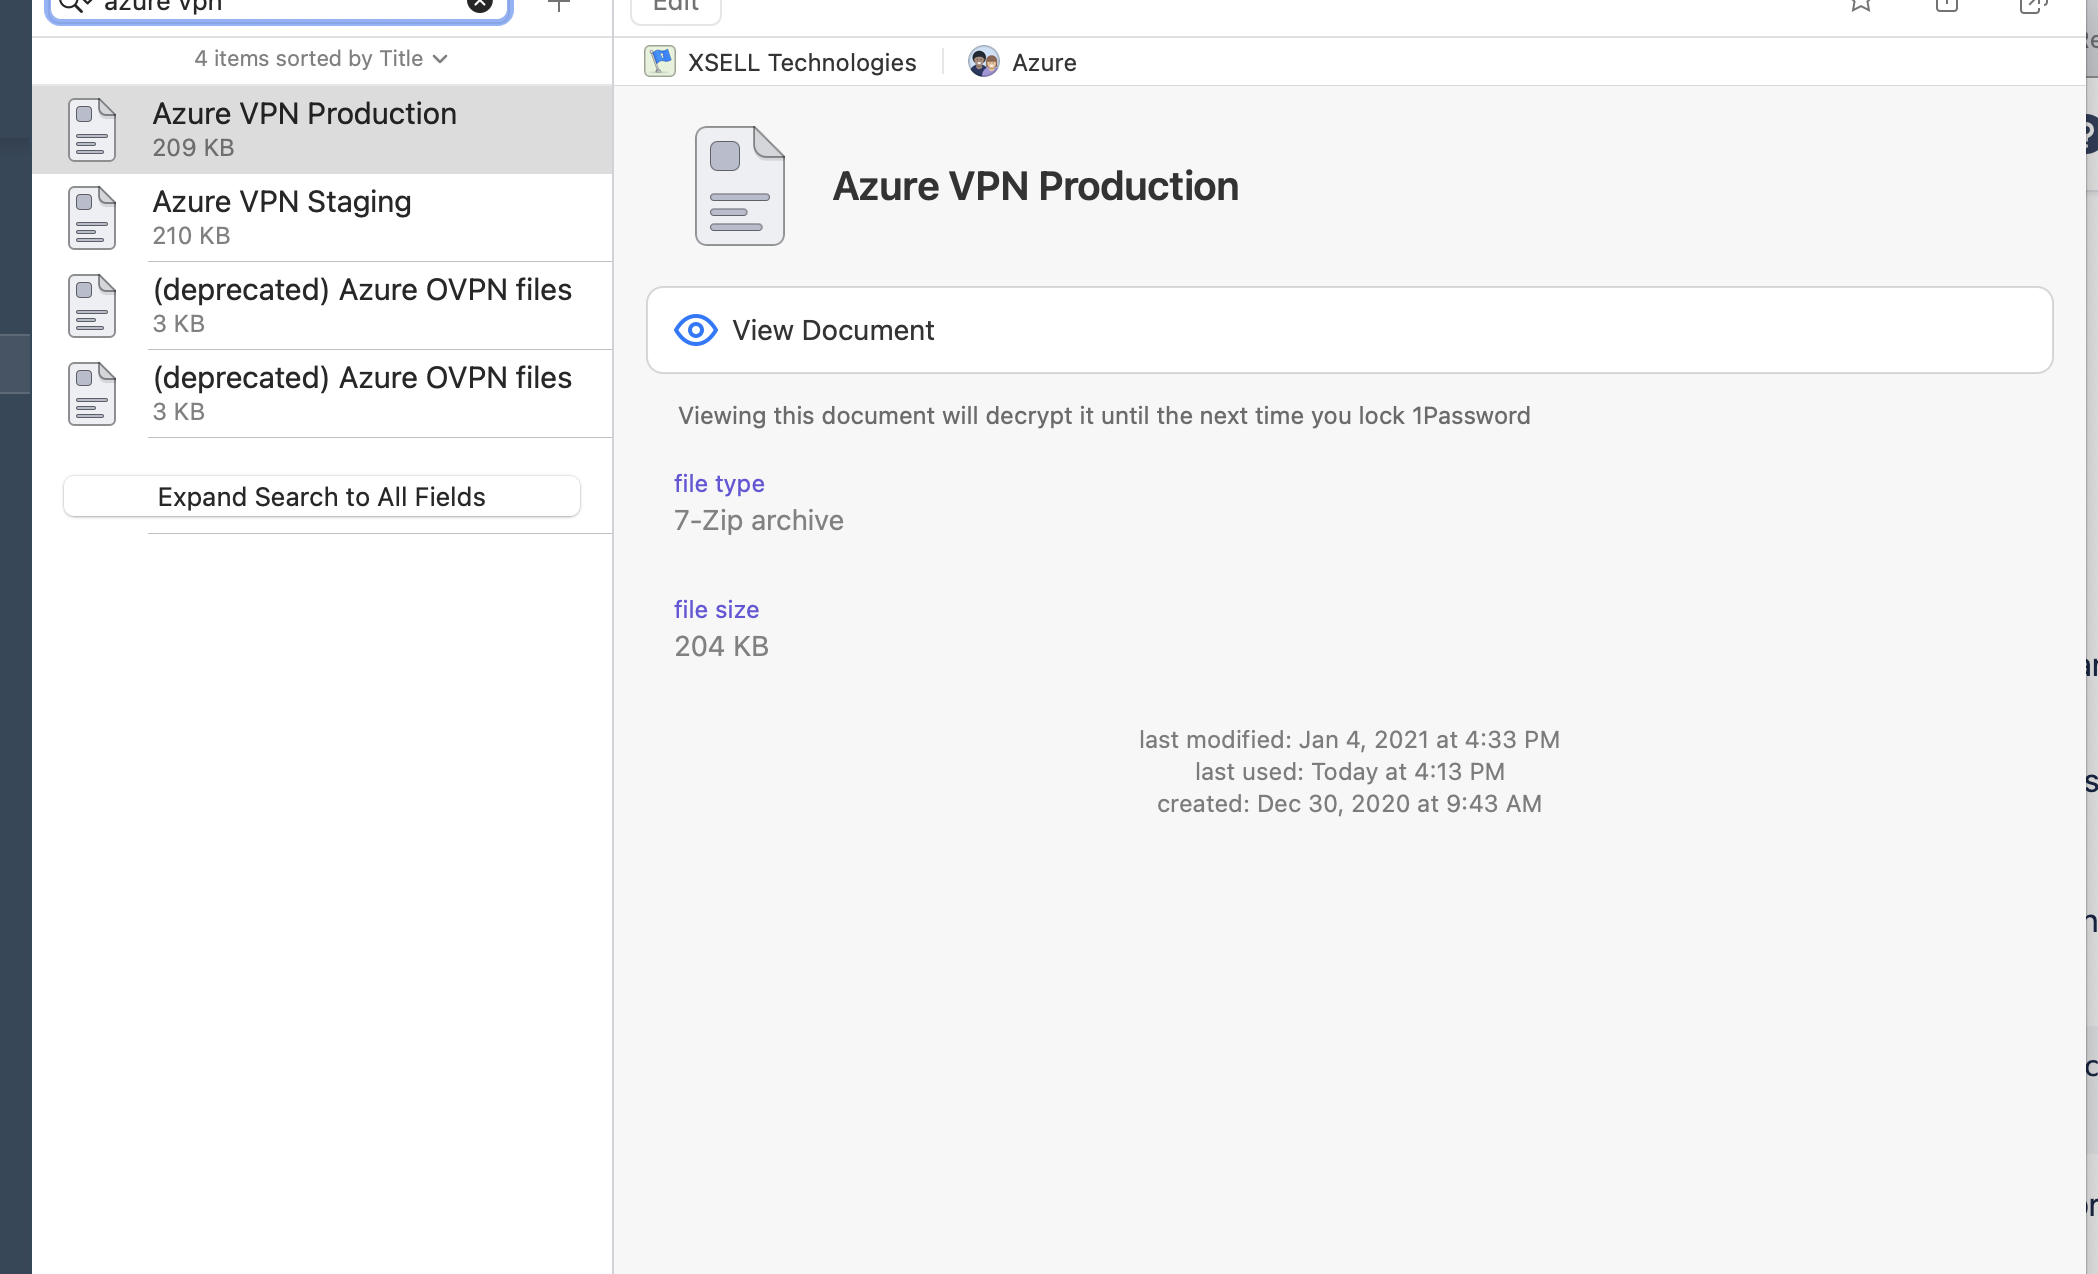 azure vpn
Edit
4 items sorted by Title
XSELL Technologies
Azure
Azure VPN Production
209 KB
Azure VPN Staging
210 KB
(deprecated) Azure OVPN files
3 KB
(deprecated) Azure OVPN files
3 KB
Expand Search to All Fields
Azure VPN Production
View Document
Viewing this document will decrypt it until the next time you lock 1Password
file type
7-Zip archive
file size
204 KB
last modified: Jan 4, 2021 at 4:33 PM
last used: Today at 4:13 PM
created: Dec 30, 2020 at 9:43 AM